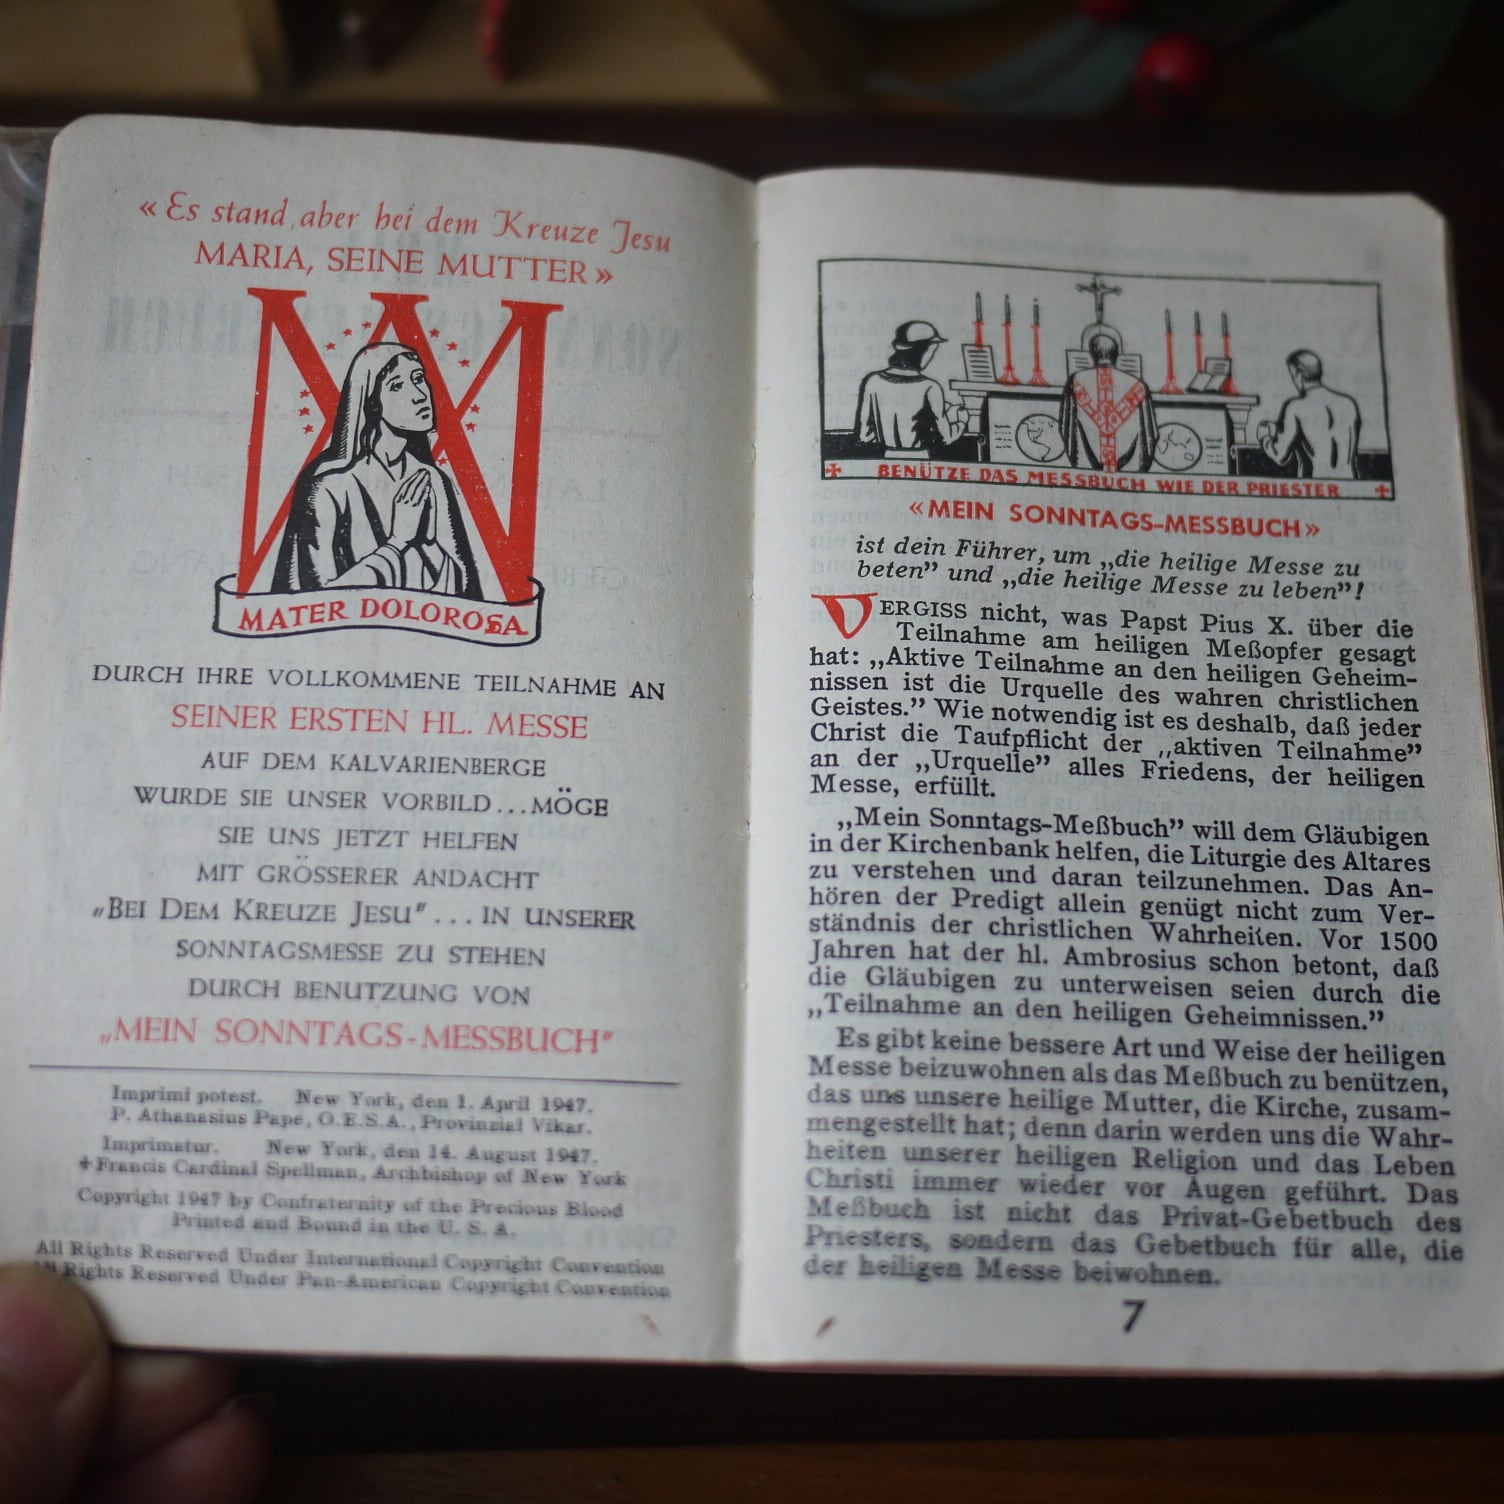 « Es stand aber bei dem Kreuze Jesu
MARIA, SEINE MUTTER »
MATER DOLOROSA
DURCH IHRE VOLLKOMMENE TEILNAHME AN
SEINER ERSTEN HL. MESSE
AUF DEM KALVARIENBERGE
WURDE SIE UNSER VORBILD...MÖGE
SIE UNS JETZT HELFEN
MIT GRÖSSERER ANDACHT
„BEI DEM KREUZE JESU” ... IN UNSERER
SONNTAGSMESSE ZU STEHEN
DURCH BENUTZUNG VON
„MEIN SONNTAGS-MESSBUCH”
Imprimi potest. New York, den 1. April 1947.
P. Athanasius Pape, O.E.S.A., Provinzial Vikar.
Imprimatur. New York, den 14. August 1947.
✝Francis Cardinal Spellman, Archbishop of New York
Copyright 1947 by Confraternity of the Precious Blood
Printed and Bound in the U. S. A.
All Rights Reserved Under International Copyright Convention
All Rights Reserved Under Pan-American Copyright Convention
✝ BENÜTZE DAS MESSBUCH WIE DER PRIESTER ✝
«MEIN SONNTAGS-MESSBUCH»
ist dein Führer, um „die heilige Messe zu
beten” und „die heilige Messe zu leben”!
VERGISS nicht, was Papst Pius X. über die
Teilnahme am heiligen Meßopfer gesagt
hat: „Aktive Teilnahme an den heiligen Geheim-
nissen ist die Urquelle des wahren christlichen
Geistes.” Wie notwendig ist es deshalb, daß jeder
Christ die Taufpflicht der „aktiven Teilnahme”
an der „Urquelle” alles Friedens, der heiligen
Messe, erfüllt.
„Mein Sonntags-Meßbuch” will dem Gläubigen
in der Kirchenbank helfen, die Liturgie des Altares
zu verstehen und daran teilzunehmen. Das An-
hören der Predigt allein genügt nicht zum Ver-
ständnis der christlichen Wahrheiten. Vor 1500
Jahren hat der hl. Ambrosius schon betont, daß
die Gläubigen zu unterweisen seien durch die
„Teilnahme an den heiligen Geheimnissen.”
Es gibt keine bessere Art und Weise der heiligen
Messe beizuwohnen als das Meßbuch zu benützen,
das uns unsere heilige Mutter, die Kirche, zusam-
mengestellt hat; denn darin werden uns die Wahr-
heiten unserer heiligen Religion und das Leben
Christi immer wieder vor Augen geführt. Das
Meßbuch ist nicht das Privat-Gebetbuch des
Priesters, sondern das Gebetbuch für alle, die
der heiligen Messe beiwohnen.
7